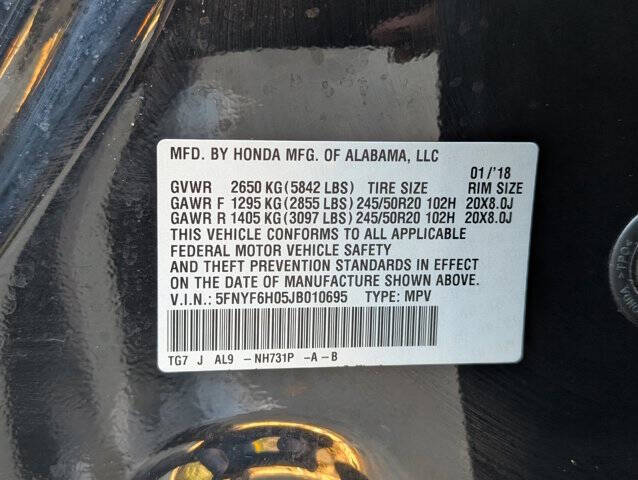 MFD. BY HONDA MFG. OF ALABAMA, LLC
01/'18
GVWR 2650 KG(5842 LBS) TIRE SIZE RIM SIZE
GAWR F 1295 KG(2855 LBS)245/50R20 102H 20X8.0J
GAWR R 1405 KG(3097 LBS)245/50R20 102H 20X8.0J
THIS VEHICLE CONFORMS TO ALL APPLICABLE
FEDERAL MOTOR VEHICLE SAFETY
AND THEFT PREVENTION STANDARDS IN EFFECT
ON THE DATE OF MANUFACTURE SHOWN ABOVE.
V.I.N.: 5FNYF6H05JB010695 TYPE: MPV
TG7 J AL9 -NH731P -A-B